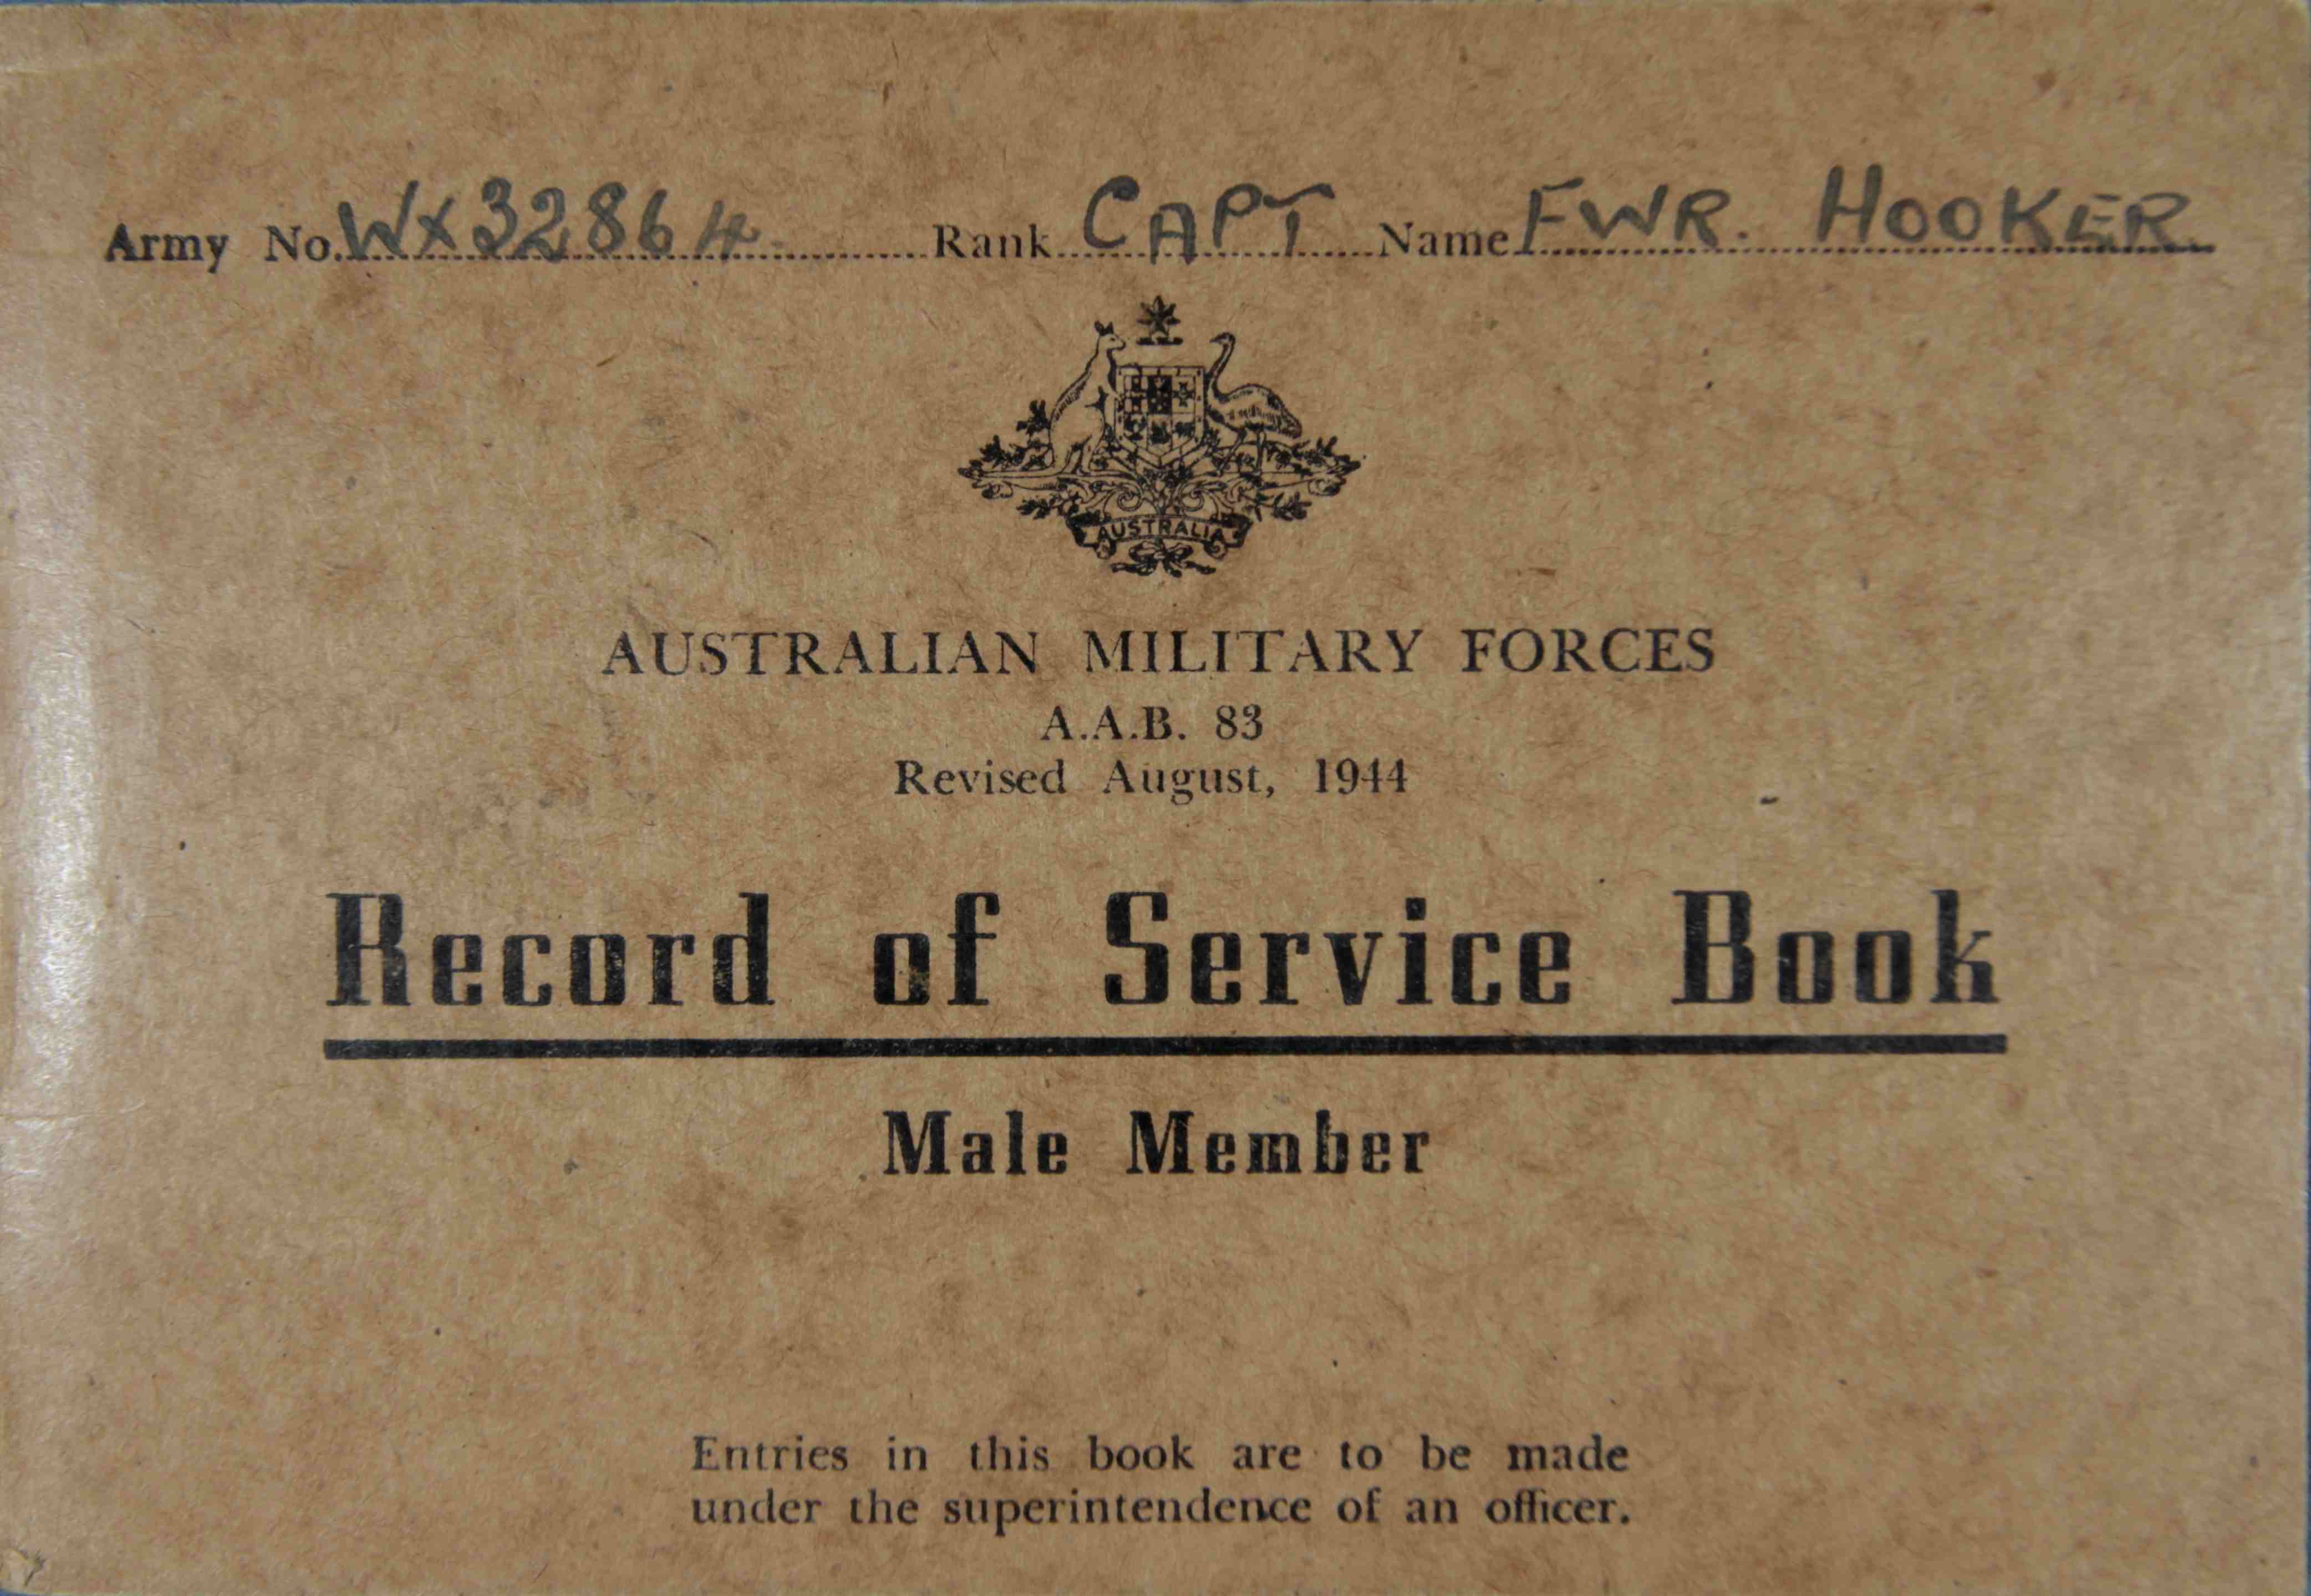 Army No. WX32864 Rank CAPT Name FWR. HOOKER
AUSTRALIA
AUSTRALIAN MILITARY FORCES
A.A.B. 83
Revised August, 1944
Record of Service Book
Male Member
Entries in this book are to be made
under the superintendence of an officer.